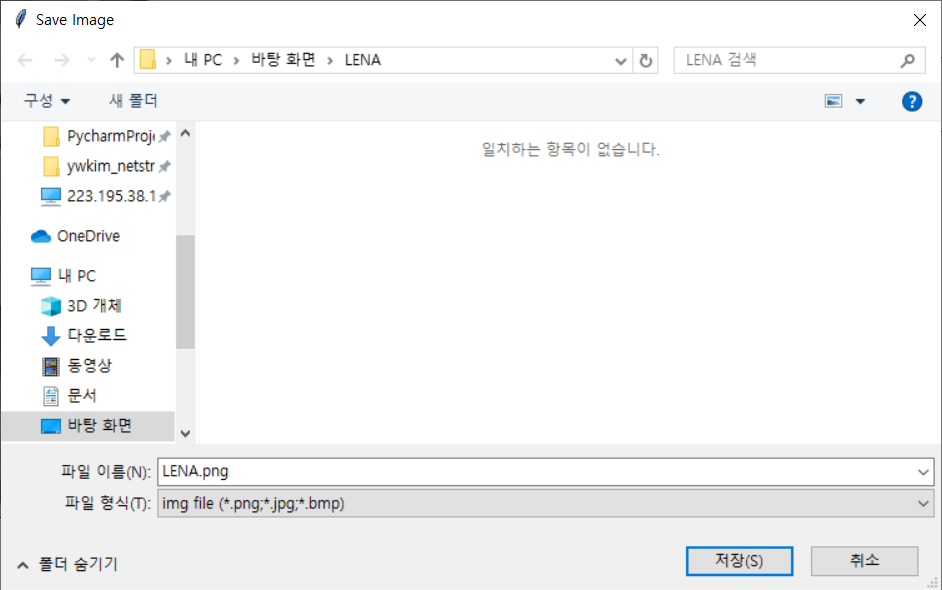 Save Image
내 PC › 바탕 화면 › LENA
LENA 검색
구성
새 폴더
?
PycharmProj
ywkim_netstr
223.195.38.1
OneDrive
내 PC
3D 개체
다운로드
동영상
문서
바탕 화면
일치하는 항목이 없습니다.
파일 이름(N):
LENA.png
파일 형식(T):
img file (*.png;*.jpg;*.bmp)
폴더 숨기기
저장(S)
취소